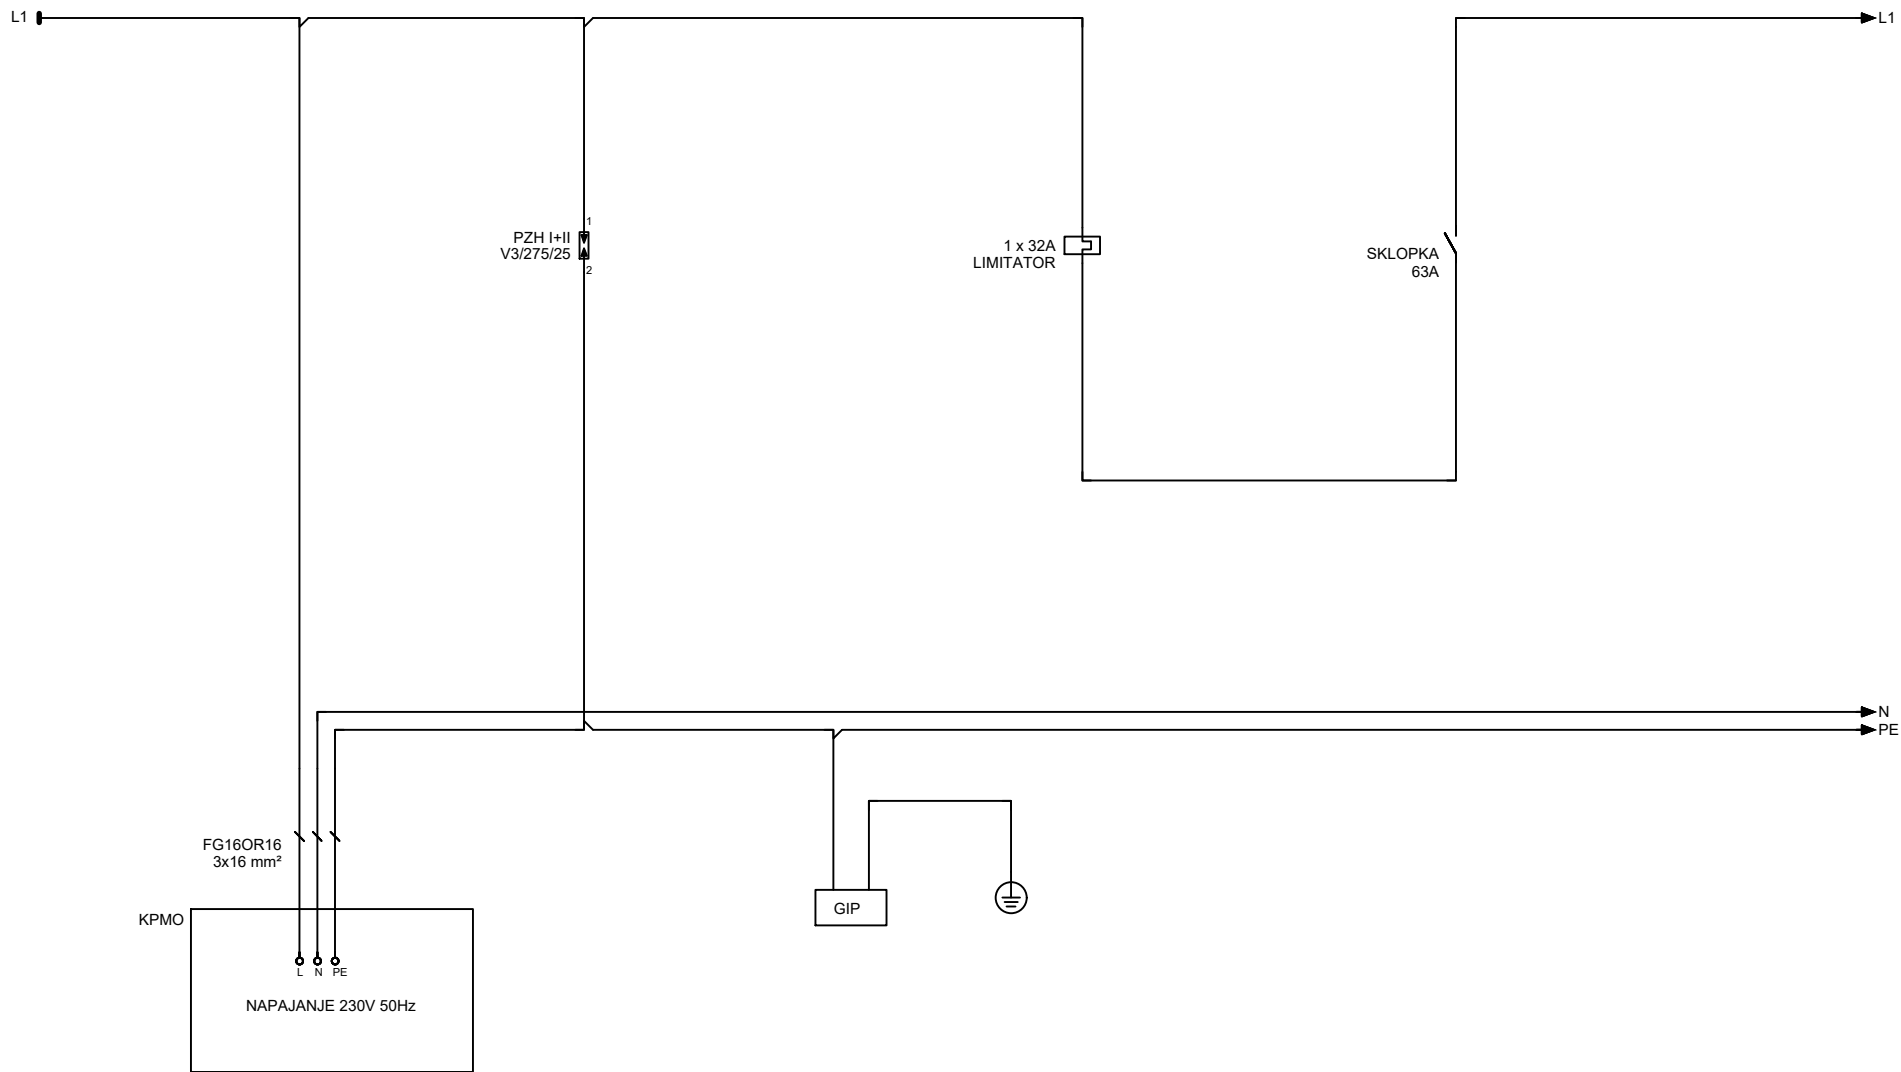 L1
L1
PZH I+II
V3/275/25
1
2
1 x 32A
LIMITATOR
SKLOPKA
63A
N
PE
FG16OR16
3x16 mm²
KPMO
L N PE
NAPAJANJE 230V 50Hz
GIP